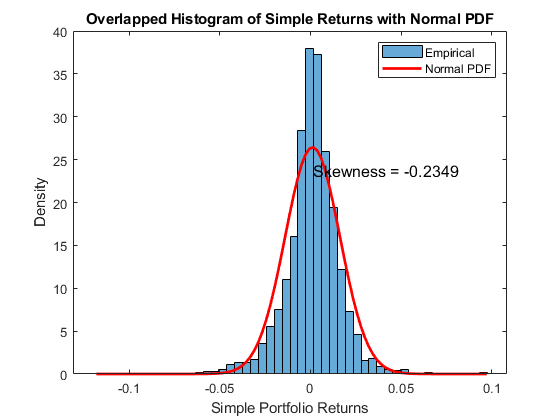 Overlapped Histogram of Simple Returns with Normal PDF
40
35
30
25
20
15
10
5
0
Density
Empirical
Normal PDF
Skewness = -0.2349
-0.1
-0.05
0
0.05
0.1
Simple Portfolio Returns